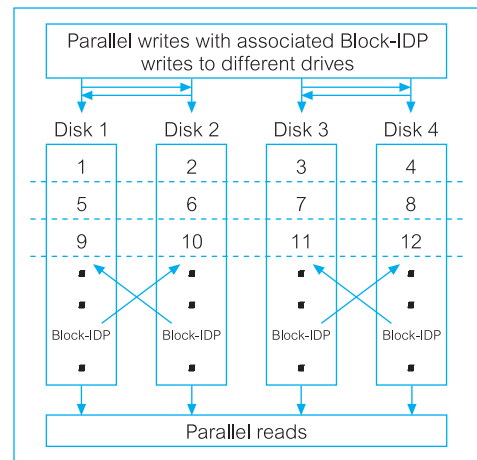 Parallel writes with associated Block-IDP
writes to different drives
Disk 1 Disk 2 Disk 3 Disk 4
1 2 3 4
5 6 7 8
9 10 11 12
Block-IDP Block-IDP Block-IDP Block-IDP
Parallel reads